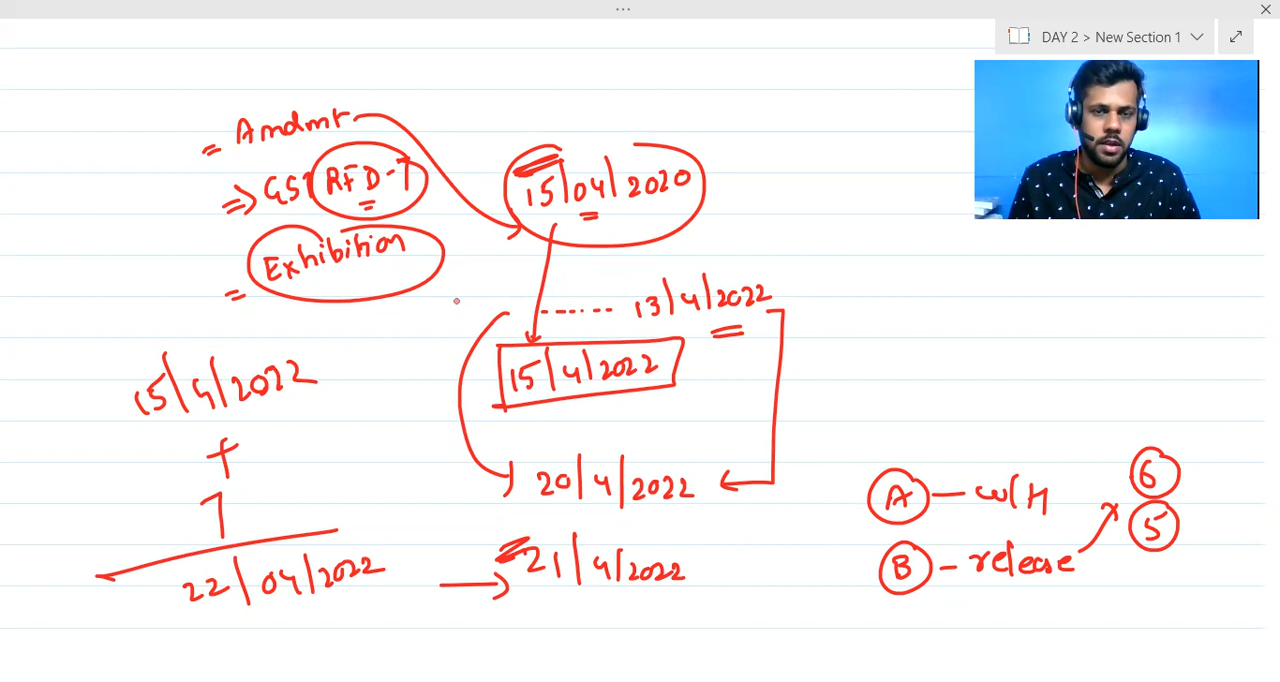 DAY 2 > New Section 1
= Amdmt
=> GST RFD-7
= Exhibition
15/04/2020
13/4/2022
15/4/2022
20/4/2022
21/4/2022
15/4/2022
+
7
22/04/2022
A - W/H
B - release
6
5